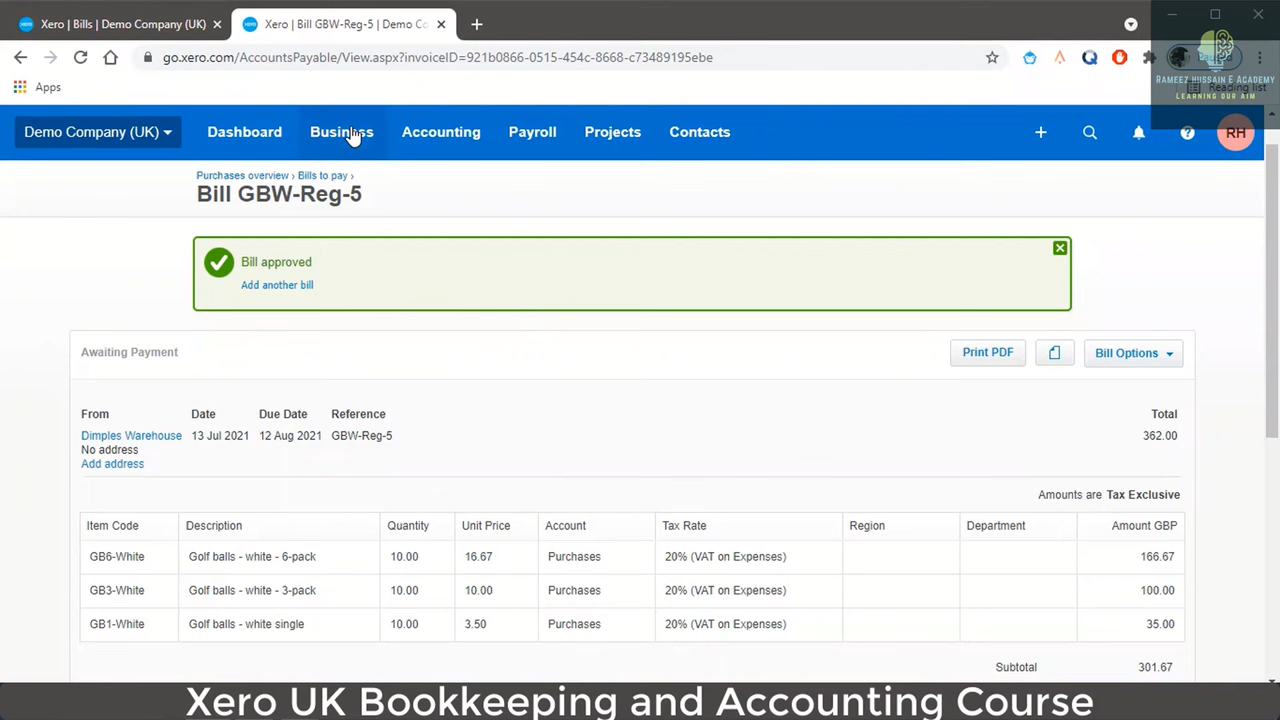 Xero | Bills | Demo Company (UK)
Xero | Bill GBW-Reg-5 | Demo Co
go.xero.com/AccountsPayable/View.aspx?invoiceID=921b0866-0515-454c-8668-c73489195ebe
Apps
Reading list
RAMEEZ HUSSAIN E ACADEMY
LEARNING OUR AIM
Demo Company (UK)
Dashboard
Business
Accounting
Payroll
Projects
Contacts
RH
Purchases overview › Bills to pay ›
Bill GBW-Reg-5
Bill approved
Add another bill
Awaiting Payment
Print PDF
Bill Options
From Date Due Date Reference Total
Dimples Warehouse 13 Jul 2021 12 Aug 2021 GBW-Reg-5 362.00
No address
Add address
Amounts are Tax Exclusive
Item Code Description Quantity Unit Price Account Tax Rate Region Department Amount GBP
GB6-White Golf balls - white - 6-pack 10.00 16.67 Purchases 20% (VAT on Expenses) 166.67
GB3-White Golf balls - white - 3-pack 10.00 10.00 Purchases 20% (VAT on Expenses) 100.00
GB1-White Golf balls - white single 10.00 3.50 Purchases 20% (VAT on Expenses) 35.00
Subtotal 301.67
Xero UK Bookkeeping and Accounting Course